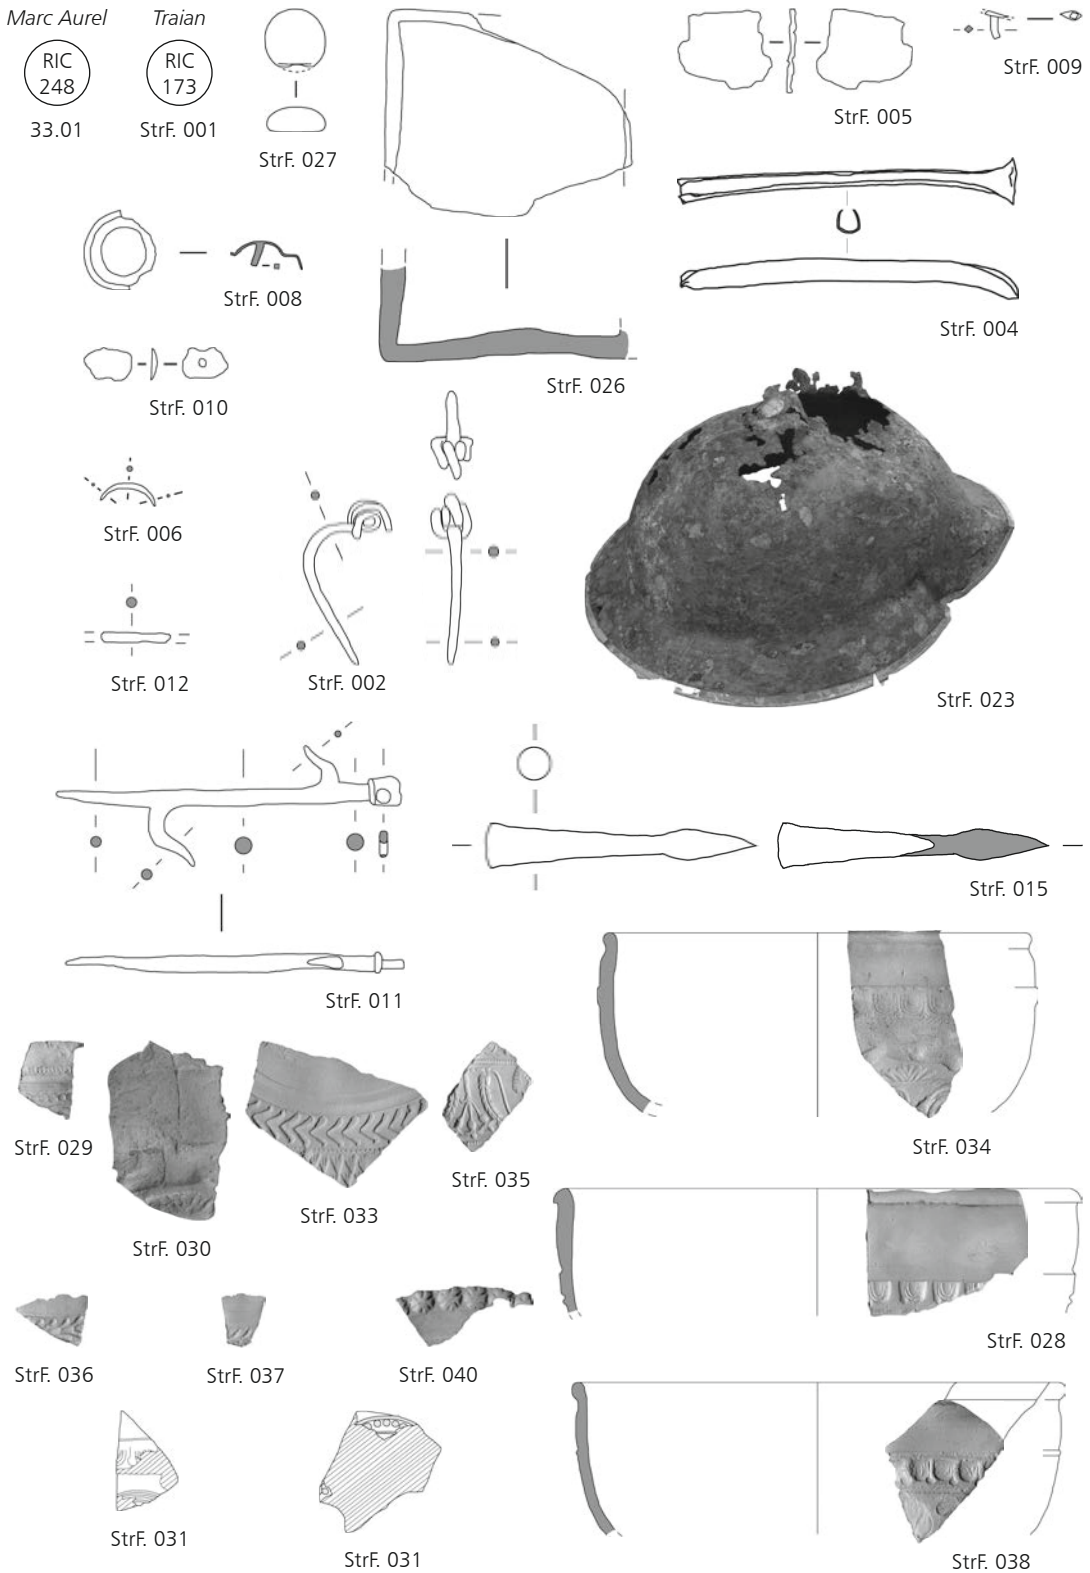 Marc Aurel
Traian
RIC
248
RIC
173
33.01
StrF. 001
StrF. 027
StrF. 005
StrF. 009
StrF. 008
StrF. 004
StrF. 026
StrF. 010
StrF. 006
StrF. 012
StrF. 002
StrF. 023
StrF. 015
StrF. 011
StrF. 029
StrF. 030
StrF. 033
StrF. 035
StrF. 034
StrF. 036
StrF. 037
StrF. 040
StrF. 028
StrF. 031
StrF. 031
StrF. 038